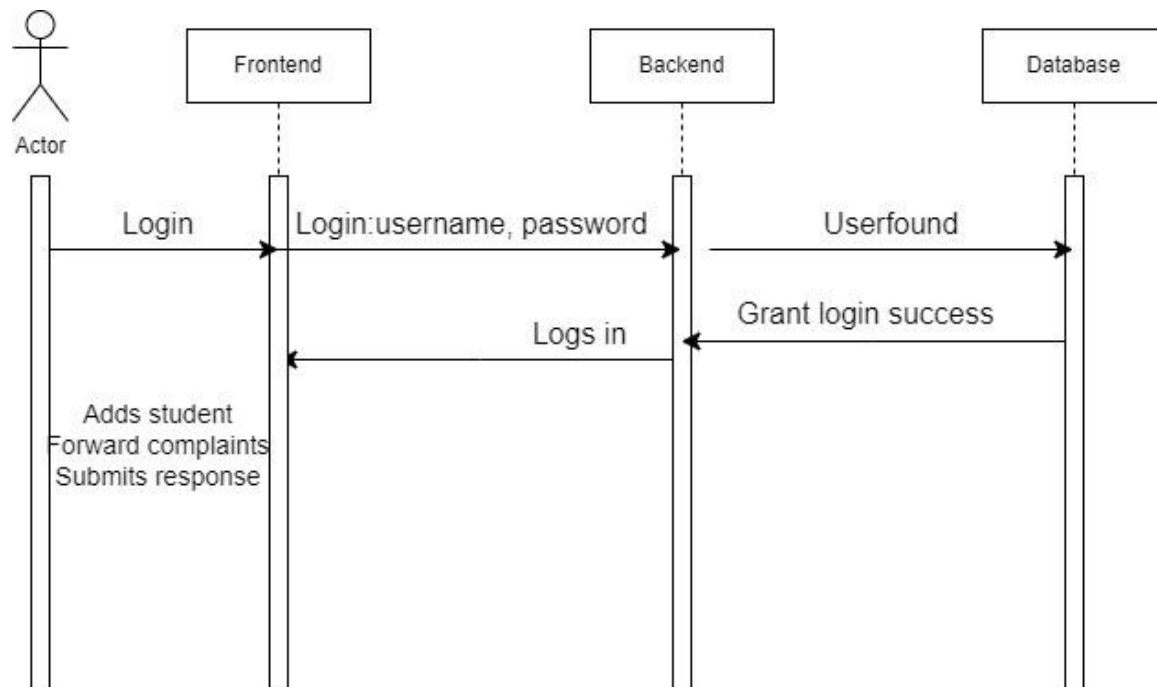 Frontend
Backend
Database
Actor
Login
Login:username, password
Userfound
Grant login success
Logs in
Adds student
Forward complaints
Submits response